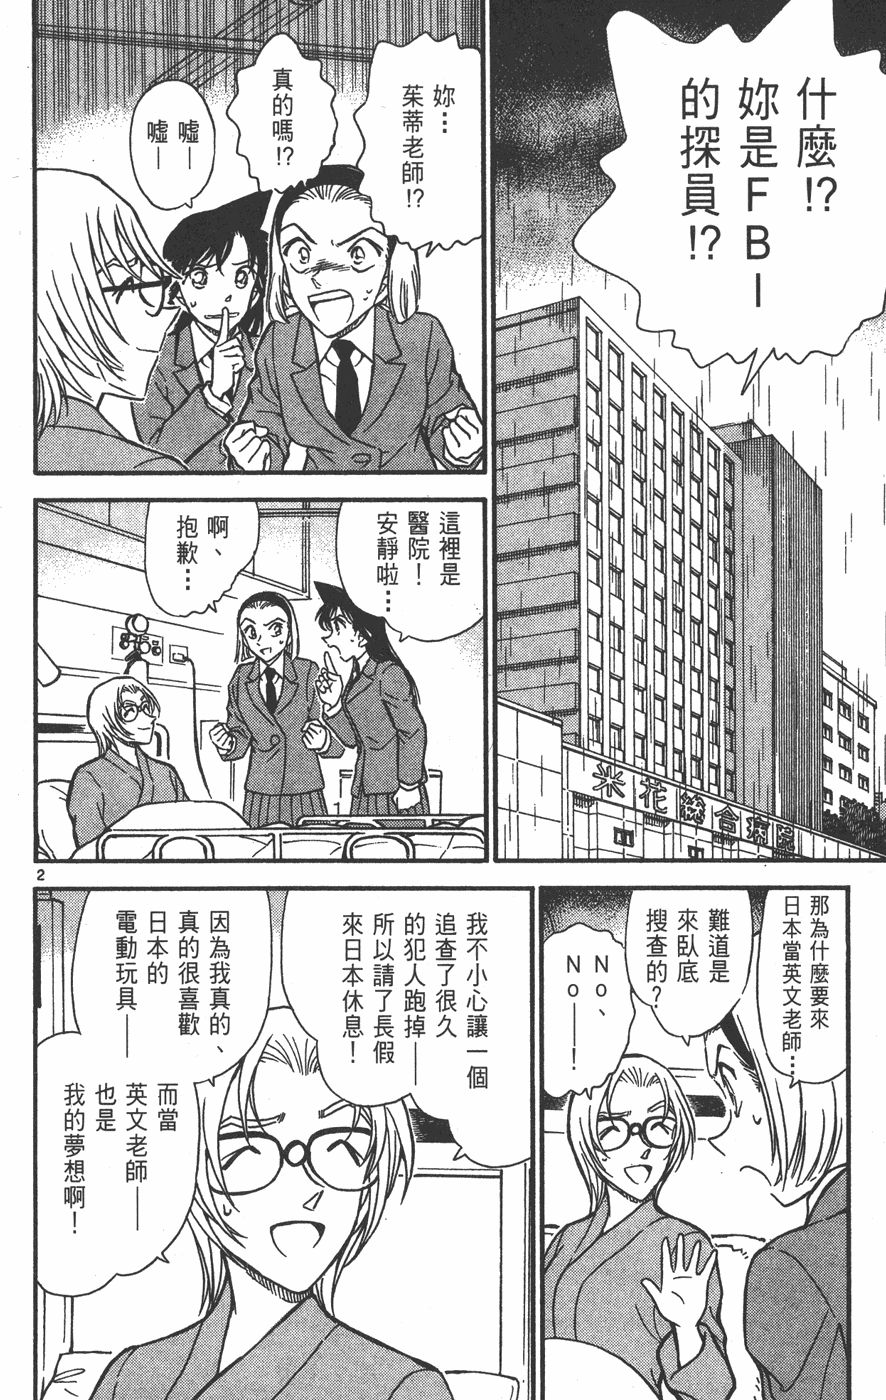 什麼!?
妳是FBI
的探員!?
米花總合病院
妳…
茱蒂老師!?
真的嗎!?
噓—
噓—
這裡是
醫院！
安靜啦…
啊、
抱歉…
2
那為什麼要來
日本當英文老師…
難道是
來臥底
搜查的？
No、
No——！
我不小心讓一個
追查了很久
的犯人跑掉——
所以請了長假
來日本休息！
因為我真的、
真的很喜歡
日本的
電動玩具——
而當
英文老師——
也是
我的夢想啊！